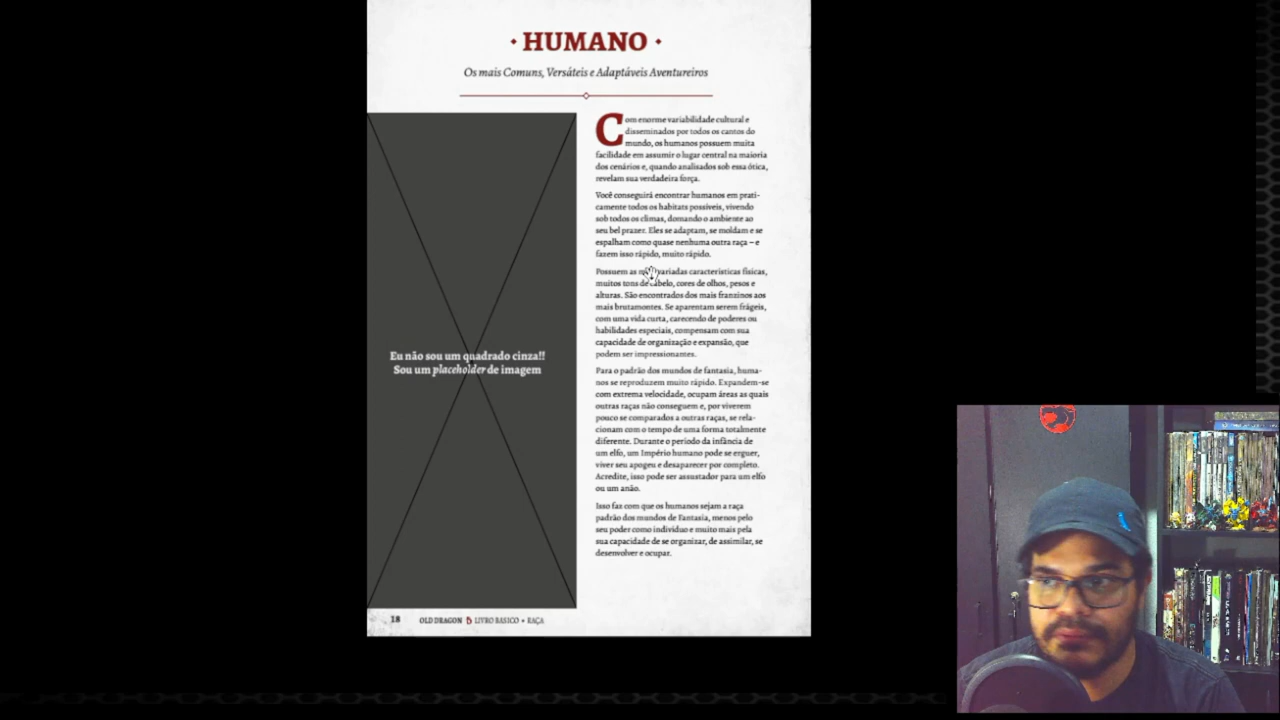 · HUMANO ·
Os mais Comuns, Versáteis e Adaptáveis Aventureiros
Com enorme variabilidade cultural e
disseminados por todos os cantos do
mundo, os humanos possuem muita
facilidade em assumir o lugar central na maioria
dos cenários e, quando analisados sob essa ótica,
revelam sua verdadeira força.
Você conseguirá encontrar humanos em prati-
camente todos os habitats possíveis, vivendo
sob todos os climas, domando o ambiente ao
seu bel prazer. Eles se adaptam, se moldam e se
espalham como quase nenhuma outra raça – e
fazem isso rápido, muito rápido.
Possuem as variadas características físicas,
muitos tons de cabelo, cores de olhos, pesos e
alturas. São encontrados dos mais franzinos aos
mais brutamontes. Se aparentam serem frágeis,
com uma vida curta, carecendo de poderes ou
habilidades especiais, compensam com sua
capacidade de organização e expansão, que
podem ser impressionantes.
Para o padrão dos mundos de fantasia, huma-
nos se reproduzem muito rápido. Expandem-se
com extrema velocidade, ocupam áreas as quais
outras raças não conseguem e, por viverem
pouco se comparados a outras raças, se rela-
cionam com o tempo de uma forma totalmente
diferente. Durante o período da infância de
um elfo, um Império humano pode se erguer,
viver seu apogeu e desaparecer por completo.
Acredite, isso pode ser assustador para um elfo
ou um anão.
Isso faz com que os humanos sejam a raça
padrão dos mundos de Fantasia, menos pelo
seu poder como indivíduo e muito mais pela
sua capacidade de se organizar, de assimilar, se
desenvolver e ocupar.
Eu não sou um quadrado cinza!!
Sou um placeholder de imagem
18 OLD DRAGON LIVRO BÁSICO • RAÇA